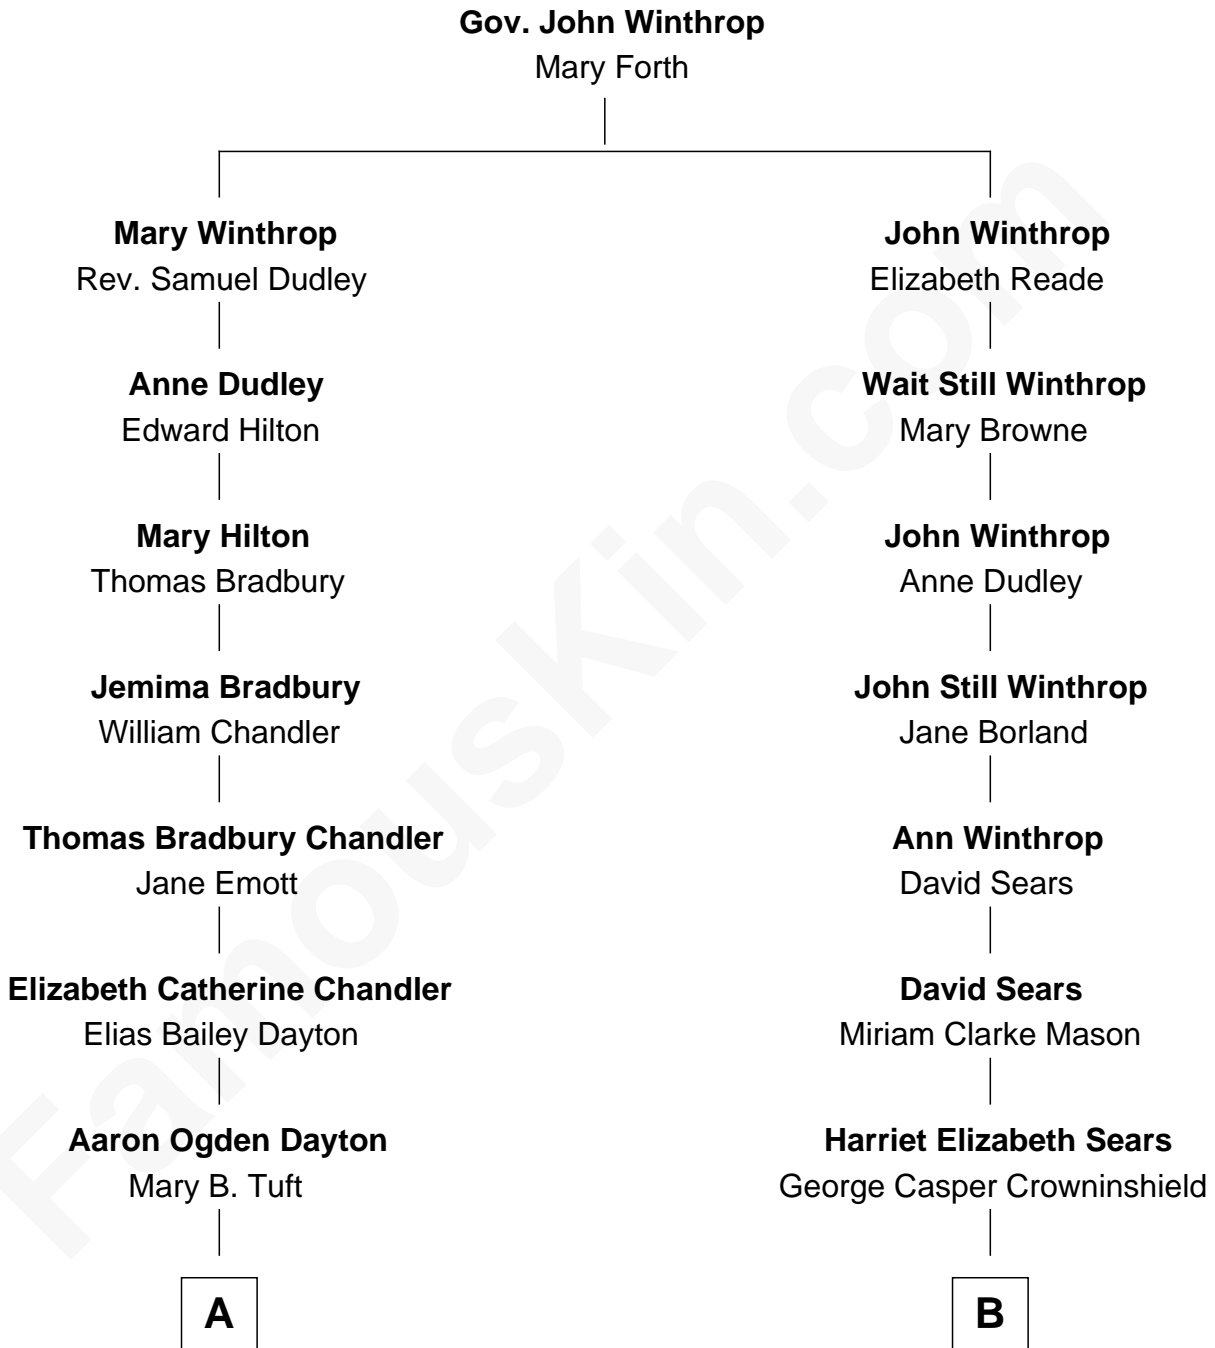 Gov. John Winthrop
Mary Forth
Mary Winthrop
Rev. Samuel Dudley
John Winthrop
Elizabeth Reade
Anne Dudley
Edward Hilton
Wait Still Winthrop
Mary Browne
Mary Hilton
Thomas Bradbury
John Winthrop
Anne Dudley
Jemima Bradbury
William Chandler
John Still Winthrop
Jane Borland
Thomas Bradbury Chandler
Jane Emott
Ann Winthrop
David Sears
Elizabeth Catherine Chandler
Elias Bailey Dayton
David Sears
Miriam Clarke Mason
Aaron Ogden Dayton
Mary B. Tuft
Harriet Elizabeth Sears
George Casper Crowninshield
A
B
FamousKin.com